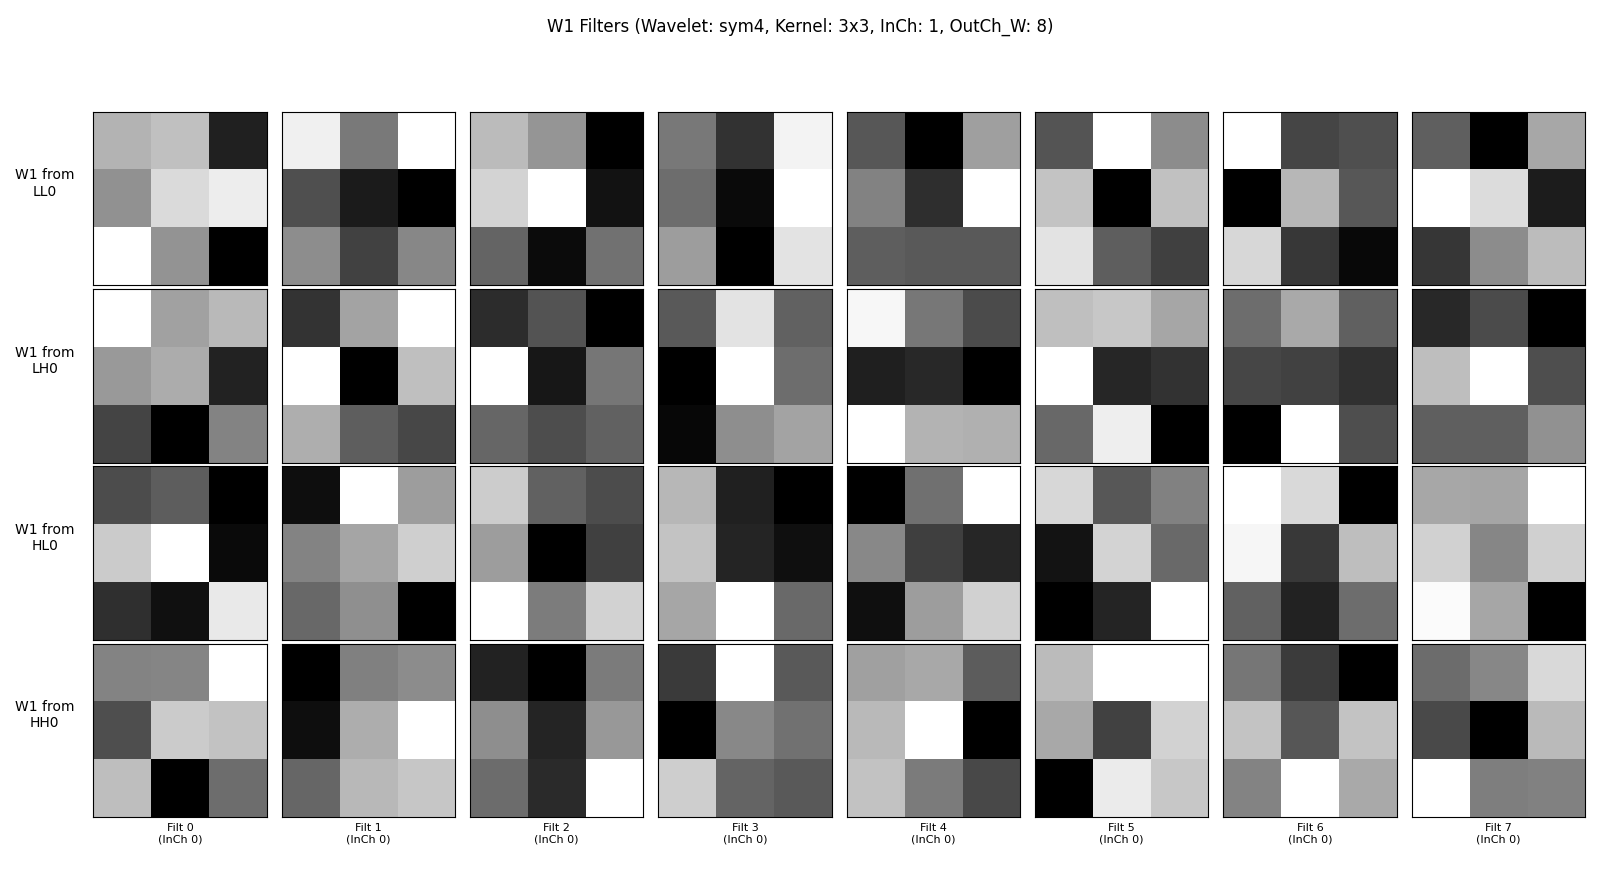 W1 Filters (Wavelet: sym4, Kernel: 3x3, InCh: 1, OutCh_W: 8)
W1 from
LL0
W1 from
LH0
W1 from
HL0
W1 from
HH0
Filt 0
(InCh 0)
Filt 1
(InCh 0)
Filt 2
(InCh 0)
Filt 3
(InCh 0)
Filt 4
(InCh 0)
Filt 5
(InCh 0)
Filt 6
(InCh 0)
Filt 7
(InCh 0)